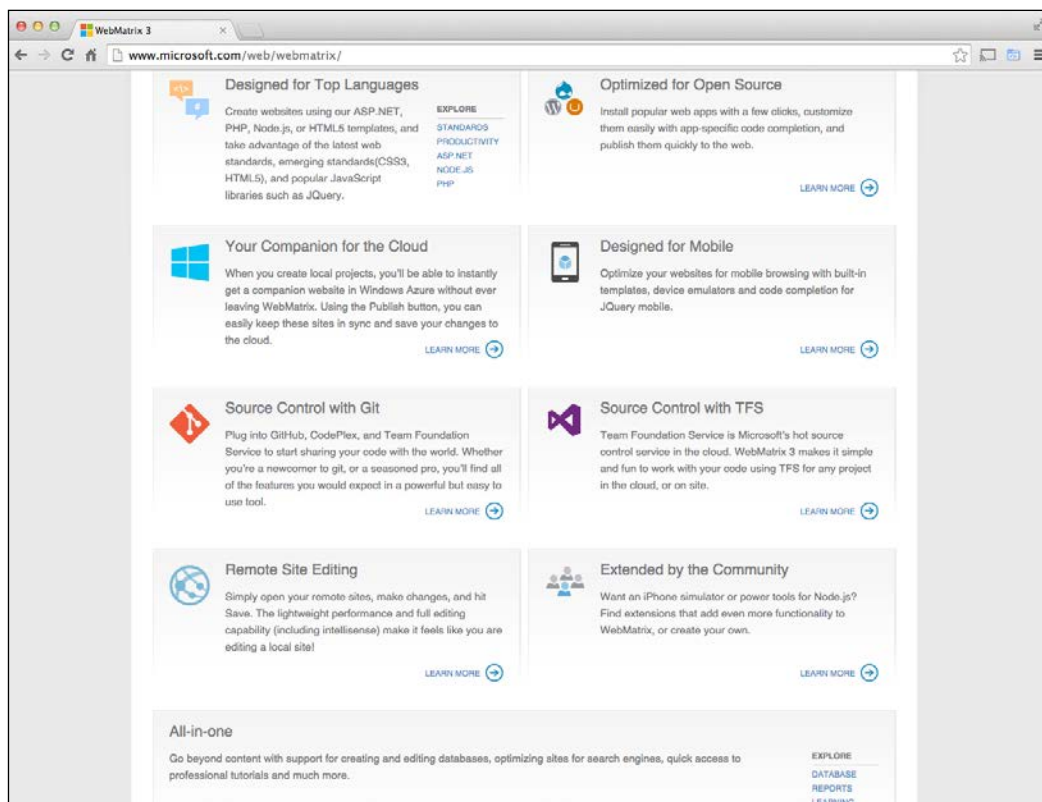 WebMatrix 3
www.microsoft.com/web/webmatrix/
Designed for Top Languages
Create websites using our ASP.NET,
PHP, Node.js, or HTML5 templates, and
take advantage of the latest web
standards, emerging standards(CSS3,
HTML5), and popular JavaScript
libraries such as JQuery.
EXPLORE
STANDARDS
PRODUCTIVITY
ASP.NET
NODE.JS
PHP
Optimized for Open Source
Install popular web apps with a few clicks, customize
them easily with app-specific code completion, and
publish them quickly to the web.
LEARN MORE
Your Companion for the Cloud
When you create local projects, you'll be able to instantly
get a companion website in Windows Azure without ever
leaving WebMatrix. Using the Publish button, you can
easily keep these sites in sync and save your changes to
the cloud.
LEARN MORE
Designed for Mobile
Optimize your websites for mobile browsing with built-in
templates, device emulators and code completion for
JQuery mobile.
LEARN MORE
Source Control with Git
Plug into GitHub, CodePlex, and Team Foundation
Service to start sharing your code with the world. Whether
you're a newcomer to git, or a seasoned pro, you'll find all
of the features you would expect in a powerful but easy to
use tool.
LEARN MORE
Source Control with TFS
Team Foundation Service is Microsoft's hot source
control service in the cloud. WebMatrix 3 makes it simple
and fun to work with your code using TFS for any project
in the cloud, or on site.
LEARN MORE
Remote Site Editing
Simply open your remote sites, make changes, and hit
Save. The lightweight performance and full editing
capability (including intellisense) make it feels like you are
editing a local site!
LEARN MORE
Extended by the Community
Want an iPhone simulator or power tools for Node.js?
Find extensions that add even more functionality to
WebMatrix, or create your own.
LEARN MORE
All-in-one
Go beyond content with support for creating and editing databases, optimizing sites for search engines, quick access to
professional tutorials and much more.
EXPLORE
DATABASE
REPORTS
LEARNING